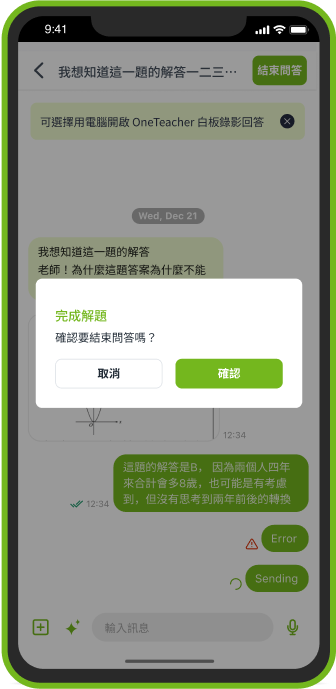 9:41
我想知道這一題的解答一二三…
結束問答
可選擇用電腦開啟 OneTeacher 白板錄影回答
Wed, Dec 21
我想知道這一題的解答
老師！為什麼這題答案為什麼不能
完成解題
確認要結束問答嗎？
取消
確認
12:34
這題的解答是B， 因為兩個人四年
來合計會多8歲，也可能是有考慮
到，但沒有思考到兩年前後的轉換
12:34
Error
Sending
輸入訊息